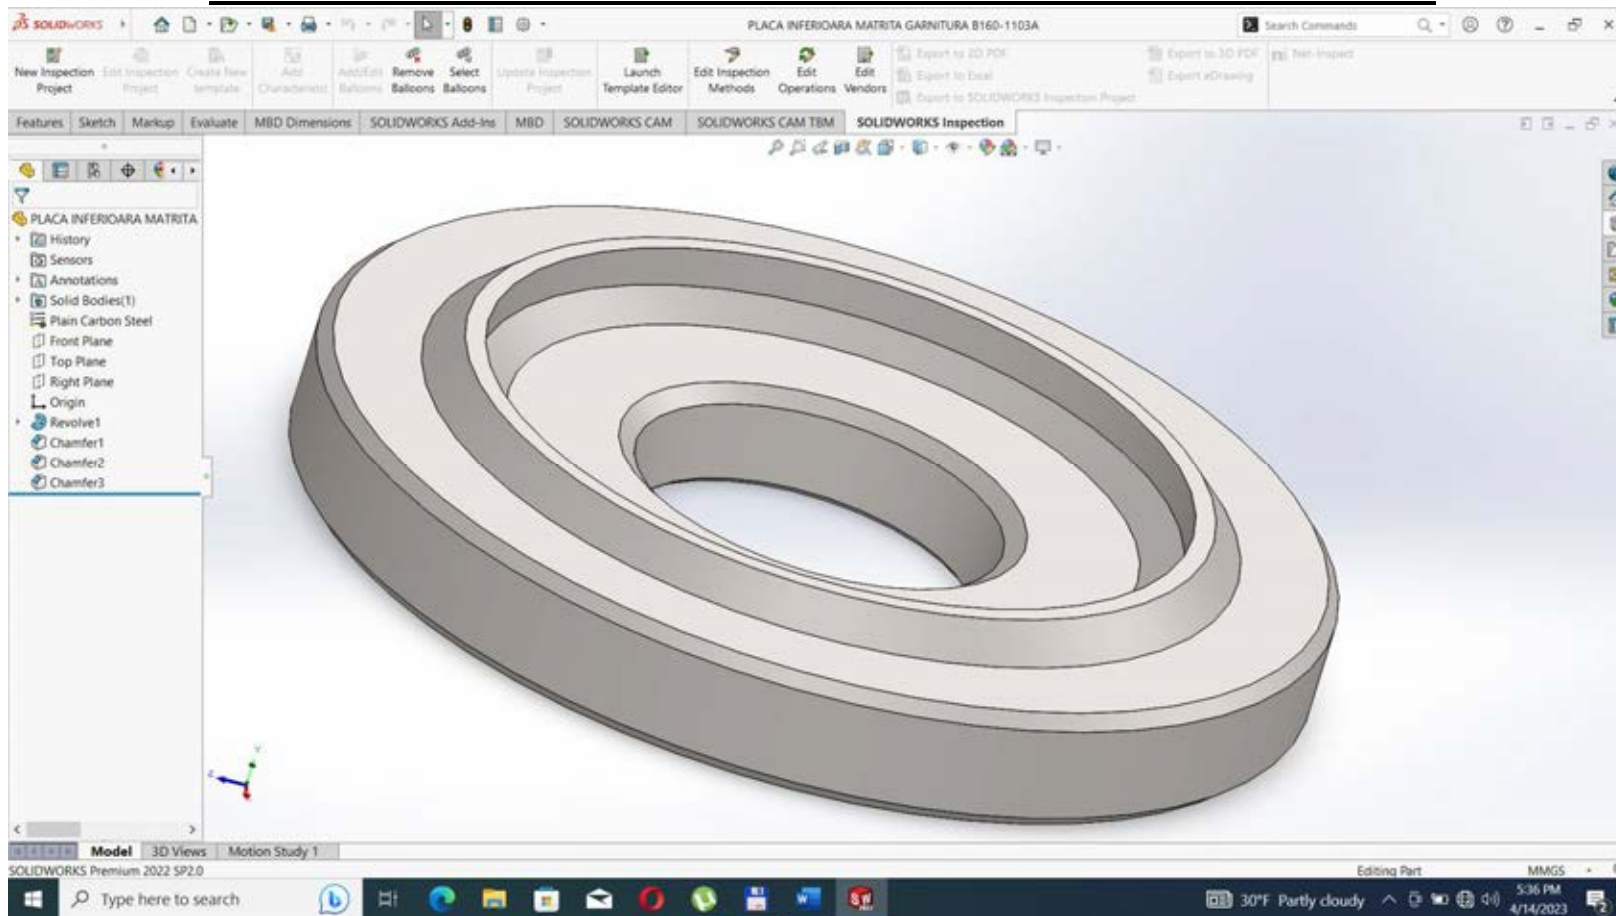 SOLIDWORKS
PLACA INFERIOARA MATRITA GARNITURA B160-1103A
Search Commands
New Inspection Project
Edit Inspection Project
Create New template
Add Characteristic
Add/Edit Balloons
Remove Balloons
Select Balloons
Update Inspection Project
Launch Template Editor
Edit Inspection Methods
Edit Operations
Edit Vendors
Export to 2D PDF
Export to Excel
Export to SOLIDWORKS Inspection Project
Export to 3D PDF
Export eDrawing
Net-Inspect
Features Sketch Markup Evaluate MBD Dimensions SOLIDWORKS Add-Ins MBD SOLIDWORKS CAM SOLIDWORKS CAM TBM SOLIDWORKS Inspection
PLACA INFERIOARA MATRITA
History
Sensors
Annotations
Solid Bodies(1)
Plain Carbon Steel
Front Plane
Top Plane
Right Plane
Origin
Revolve1
Chamfer1
Chamfer2
Chamfer3
Y
Z
Model 3D Views Motion Study 1
SOLIDWORKS Premium 2022 SP2.0
Editing Part MMGS
Type here to search
30°F Partly cloudy
5:36 PM
4/14/2023